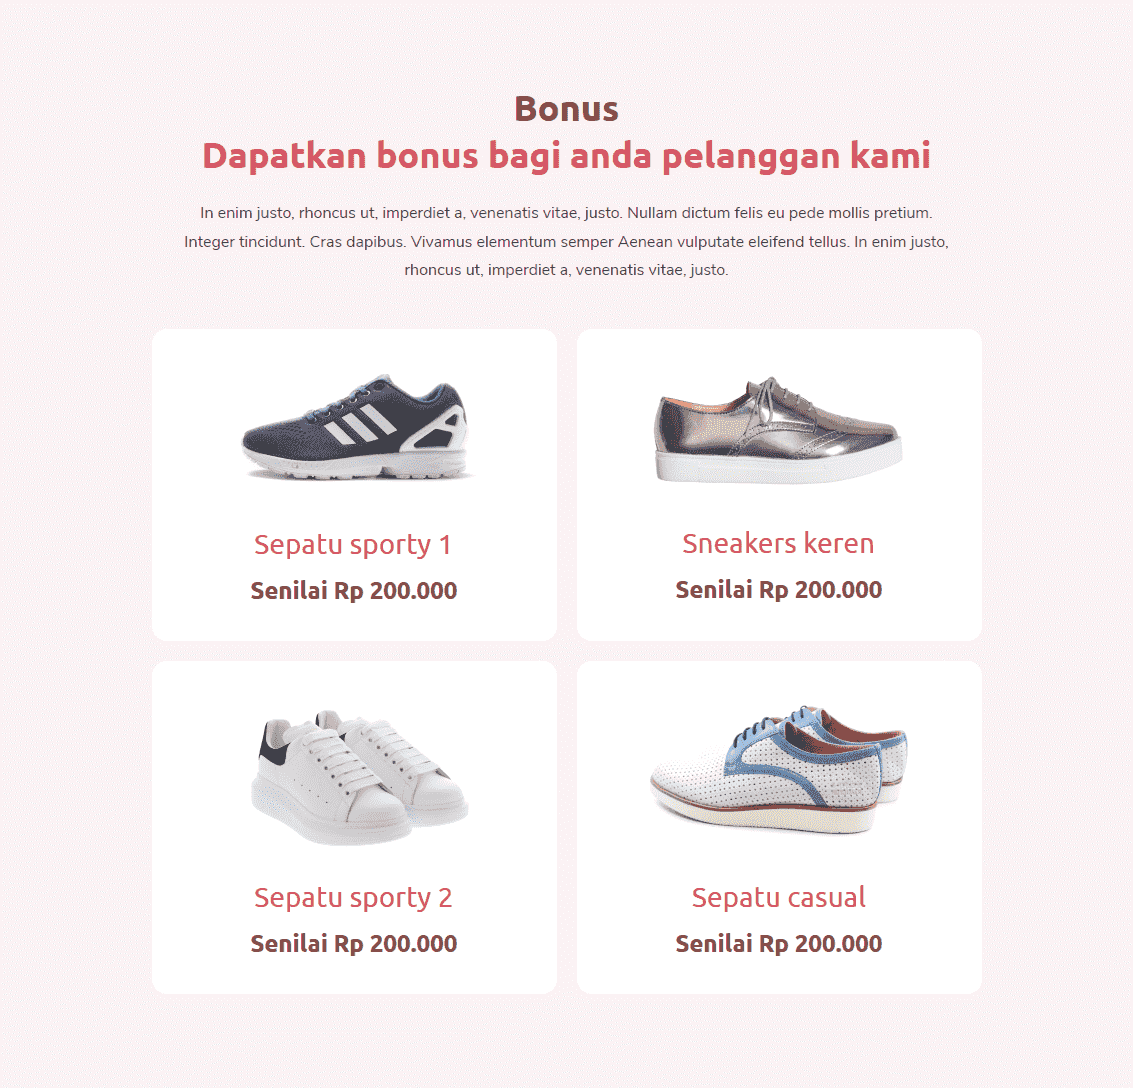 Bonus
Dapatkan bonus bagi anda pelanggan kami
In enim justo, rhoncus ut, imperdiet a, venenatis vitae, justo. Nullam dictum felis eu pede mollis pretium.
Integer tincidunt. Cras dapibus. Vivamus elementum semper Aenean vulputate eleifend tellus. In enim justo,
rhoncus ut, imperdiet a, venenatis vitae, justo.
Sepatu sporty 1
Senilai Rp 200.000
Sneakers keren
Senilai Rp 200.000
Sepatu sporty 2
Senilai Rp 200.000
Sepatu casual
Senilai Rp 200.000